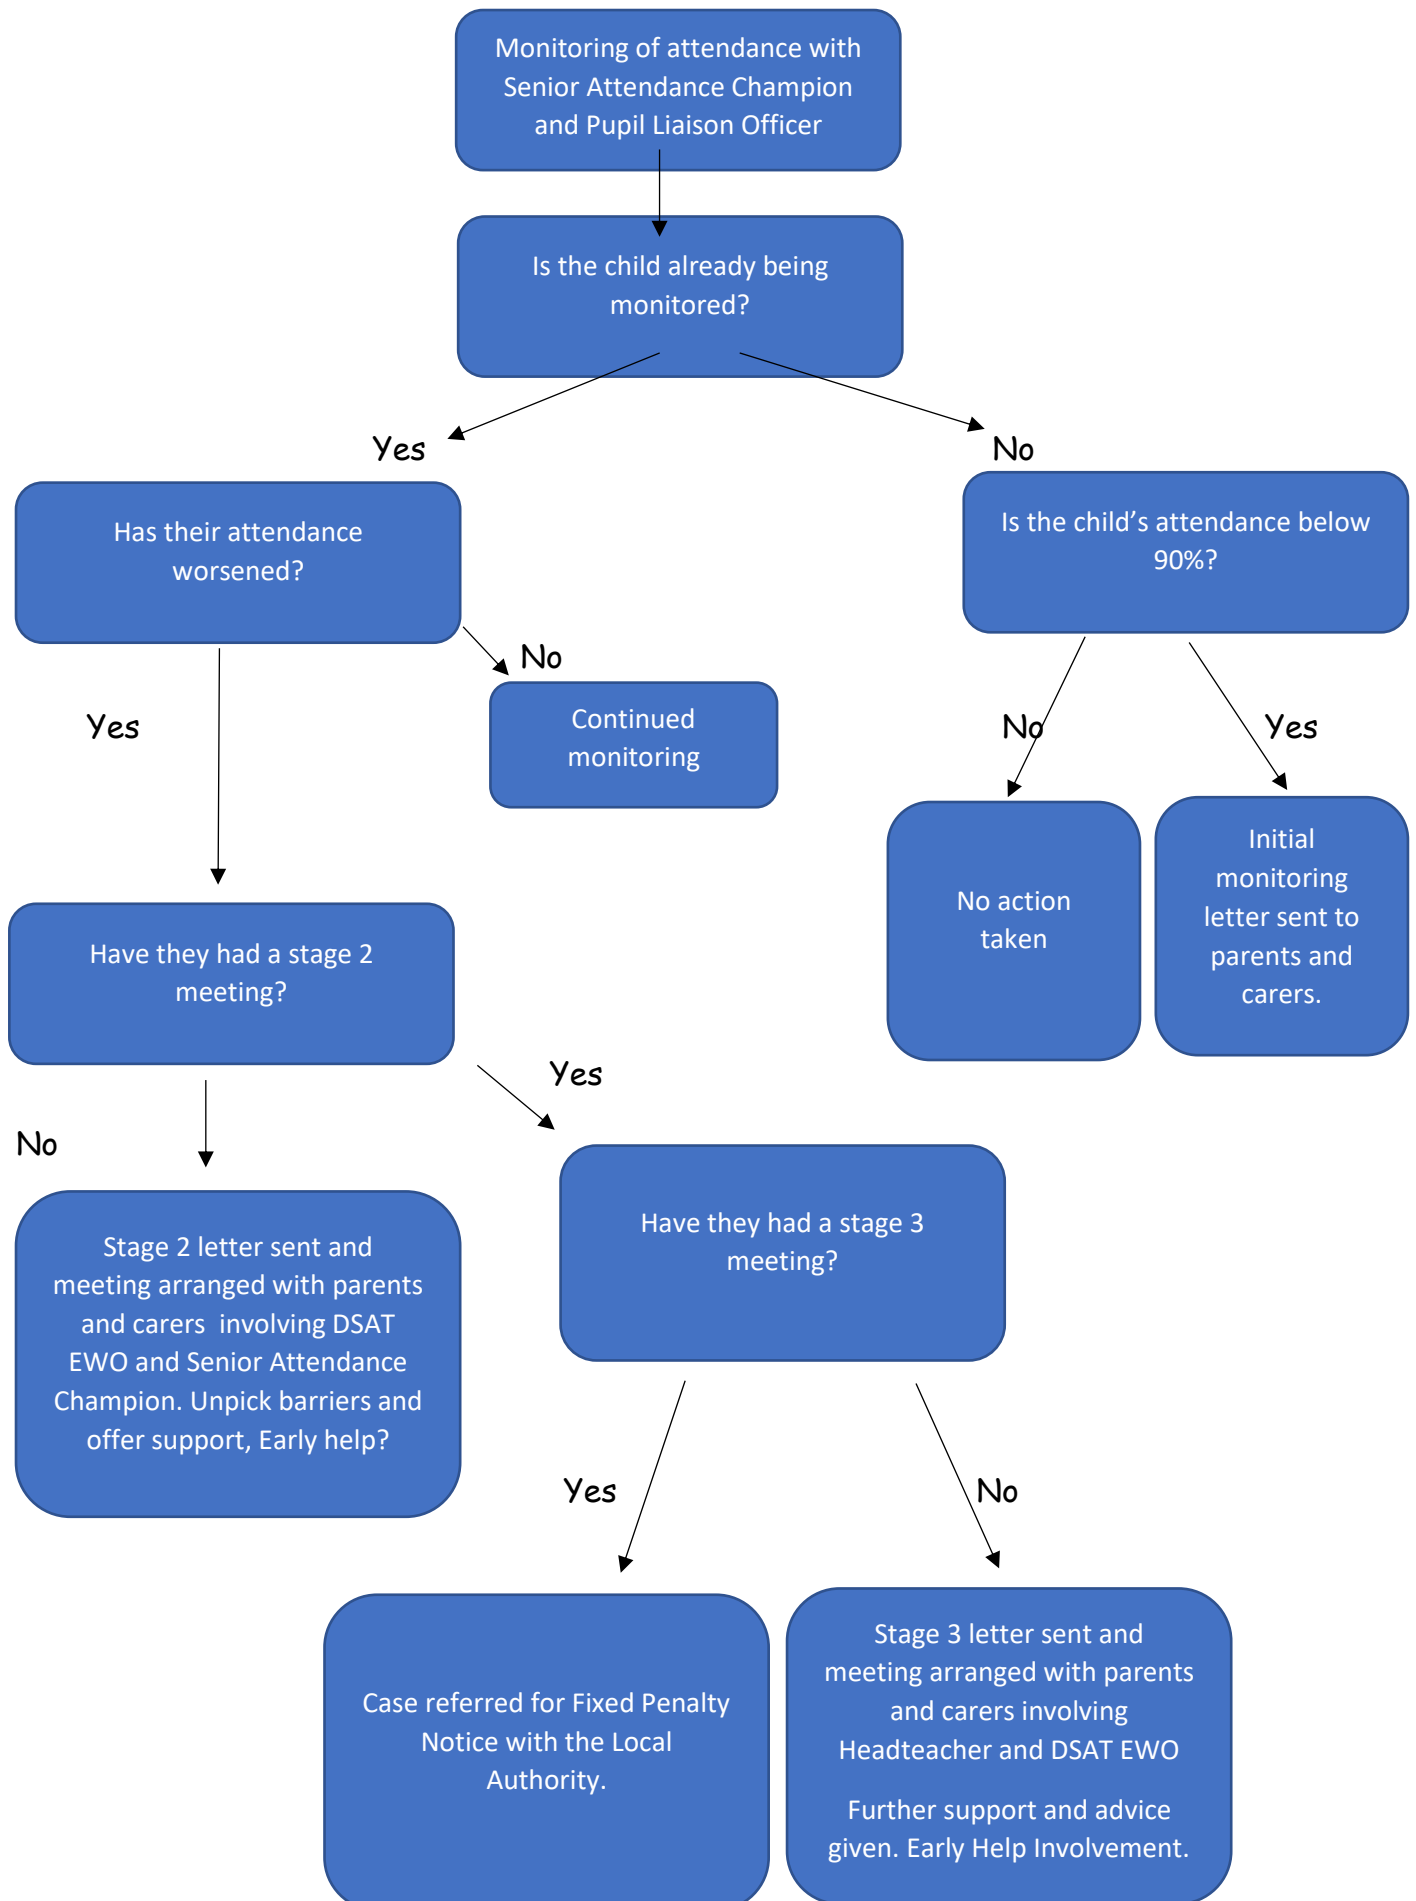 Monitoring of attendance with
Senior Attendance Champion
and Pupil Liaison Officer
Is the child already being
monitored?
Yes
No
Has their attendance
worsened?
Is the child’s attendance below
90%?
No
Yes
Continued
monitoring
No
Yes
No action
taken
Initial
monitoring
letter sent to
parents and
carers.
Have they had a stage 2
meeting?
Yes
No
Stage 2 letter sent and
meeting arranged with parents
and carers  involving DSAT
EWO and Senior Attendance
Champion. Unpick barriers and
offer support, Early help?
Have they had a stage 3
meeting?
Yes
No
Case referred for Fixed Penalty
Notice with the Local
Authority.
Stage 3 letter sent and
meeting arranged with parents
and carers involving
Headteacher and DSAT EWO
Further support and advice
given. Early Help Involvement.